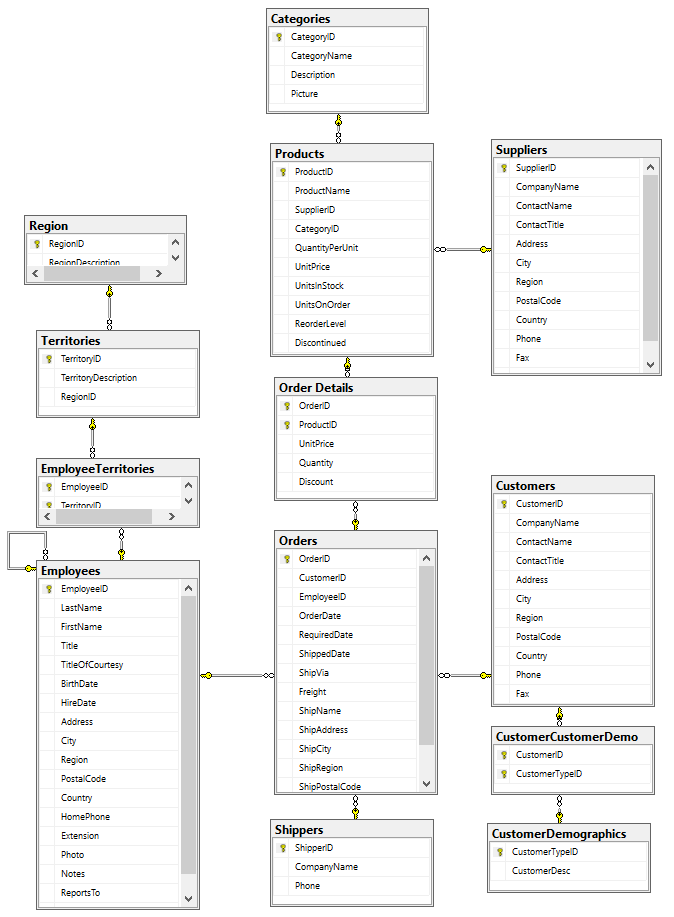 Categories
CategoryID
CategoryName
Description
Picture
Products
ProductID
ProductName
SupplierID
CategoryID
QuantityPerUnit
UnitPrice
UnitsInStock
UnitsOnOrder
ReorderLevel
Discontinued
Suppliers
SupplierID
CompanyName
ContactName
ContactTitle
Address
City
Region
PostalCode
Country
Phone
Fax
Region
RegionID
RegionDescription
Territories
TerritoryID
TerritoryDescription
RegionID
Order Details
OrderID
ProductID
UnitPrice
Quantity
Discount
EmployeeTerritories
EmployeeID
TerritoryID
Customers
CustomerID
CompanyName
ContactName
ContactTitle
Address
City
Region
PostalCode
Country
Phone
Fax
Orders
OrderID
CustomerID
EmployeeID
OrderDate
RequiredDate
ShippedDate
ShipVia
Freight
ShipName
ShipAddress
ShipCity
ShipRegion
ShipPostalCode
Employees
EmployeeID
LastName
FirstName
Title
TitleOfCourtesy
BirthDate
HireDate
Address
City
Region
PostalCode
Country
HomePhone
Extension
Photo
Notes
ReportsTo
CustomerCustomerDemo
CustomerID
CustomerTypeID
Shippers
ShipperID
CompanyName
Phone
CustomerDemographics
CustomerTypeID
CustomerDesc